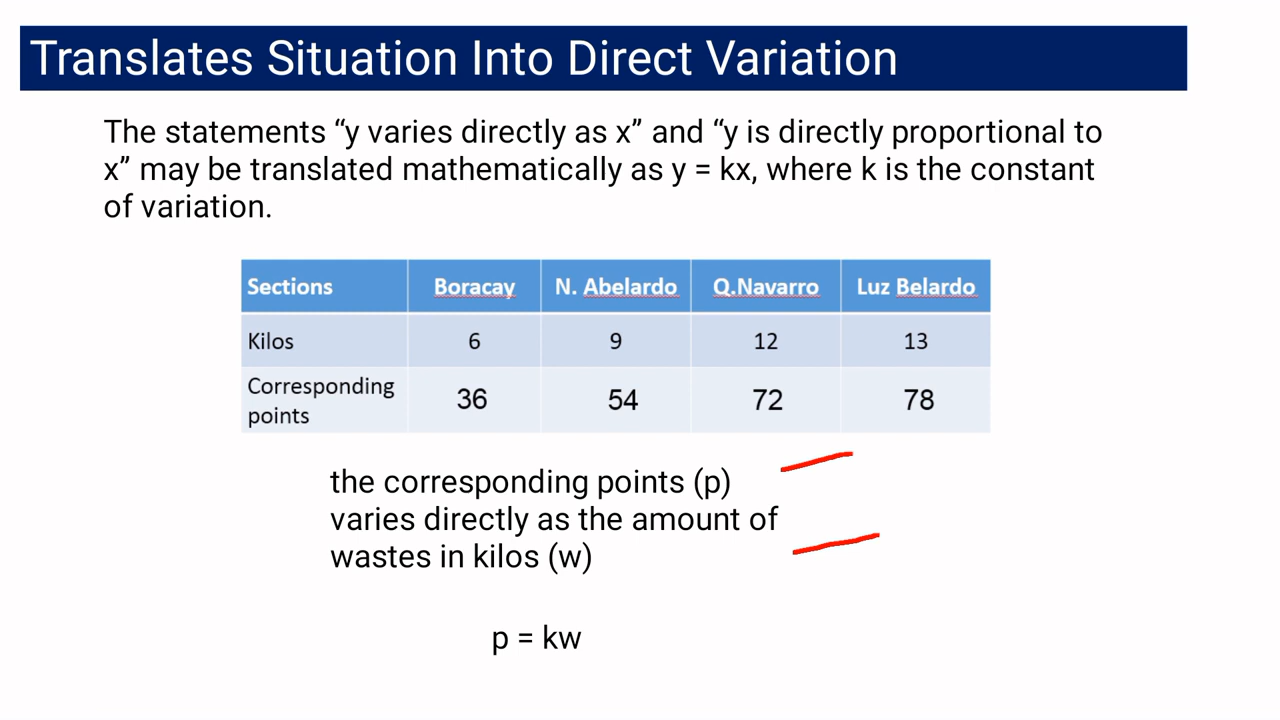 Translates Situation Into Direct Variation
The statements “y varies directly as x” and “y is directly proportional to
x” may be translated mathematically as y = kx, where k is the constant
of variation.
Sections Boracay N. Abelardo Q.Navarro Luz Belardo
Kilos 6 9 12 13
Corresponding points 36 54 72 78
the corresponding points (p)
varies directly as the amount of
wastes in kilos (w)
p = kw